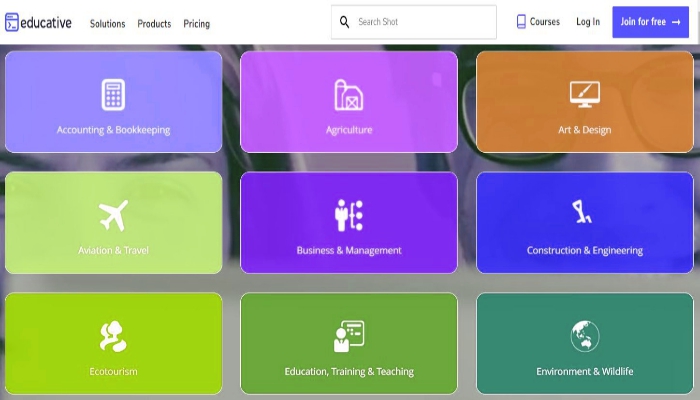 educative
Solutions Products Pricing
Search Shot
Courses
Log In
Join for free →
Accounting & Bookkeeping
Agriculture
Art & Design
Aviation & Travel
Business & Management
Construction & Engineering
Ecotourism
Education, Training & Teaching
Environment & Wildlife